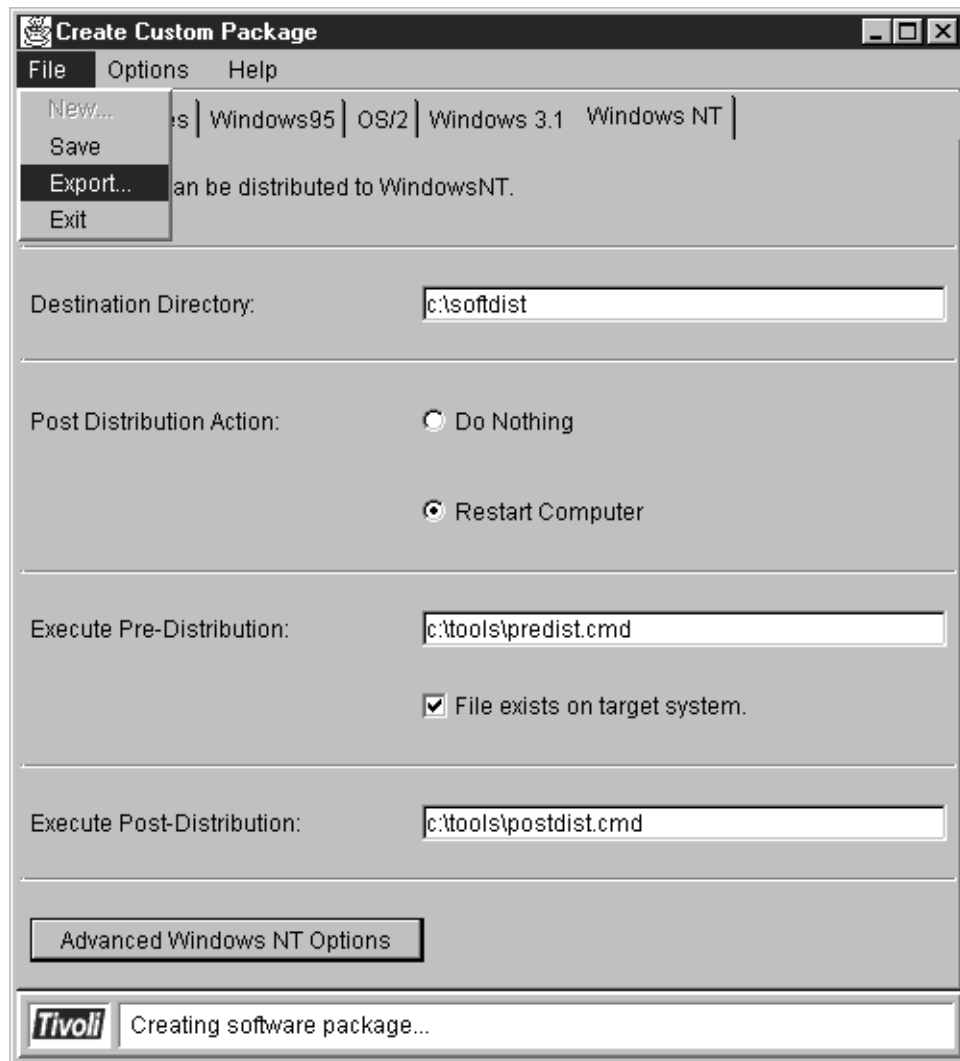 Create Custom Package
File Options Help
New...
Save
Export...
Exit
Windows95 OS/2 Windows 3.1 Windows NT
an be distributed to WindowsNT.
Destination Directory: c:\softdist
Post Distribution Action: Do Nothing
Restart Computer
Execute Pre-Distribution: c:\tools\predist.cmd
File exists on target system.
Execute Post-Distribution: c:\tools\postdist.cmd
Advanced Windows NT Options
Tivoli Creating software package...